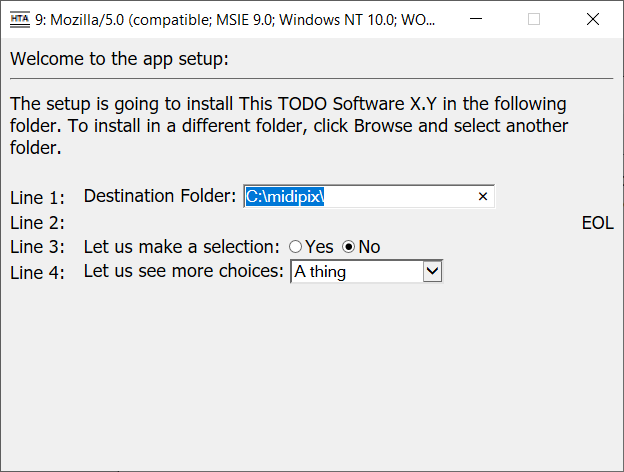 HTA 9: Mozilla/5.0 (compatible; MSIE 9.0; Windows NT 10.0; WO...
Welcome to the app setup:
The setup is going to install This TODO Software X.Y in the following
folder. To install in a different folder, click Browse and select another
folder.
Line 1: Destination Folder: C:\midipix\
Line 2: EOL
Line 3: Let us make a selection: Yes No
Line 4: Let us see more choices: A thing